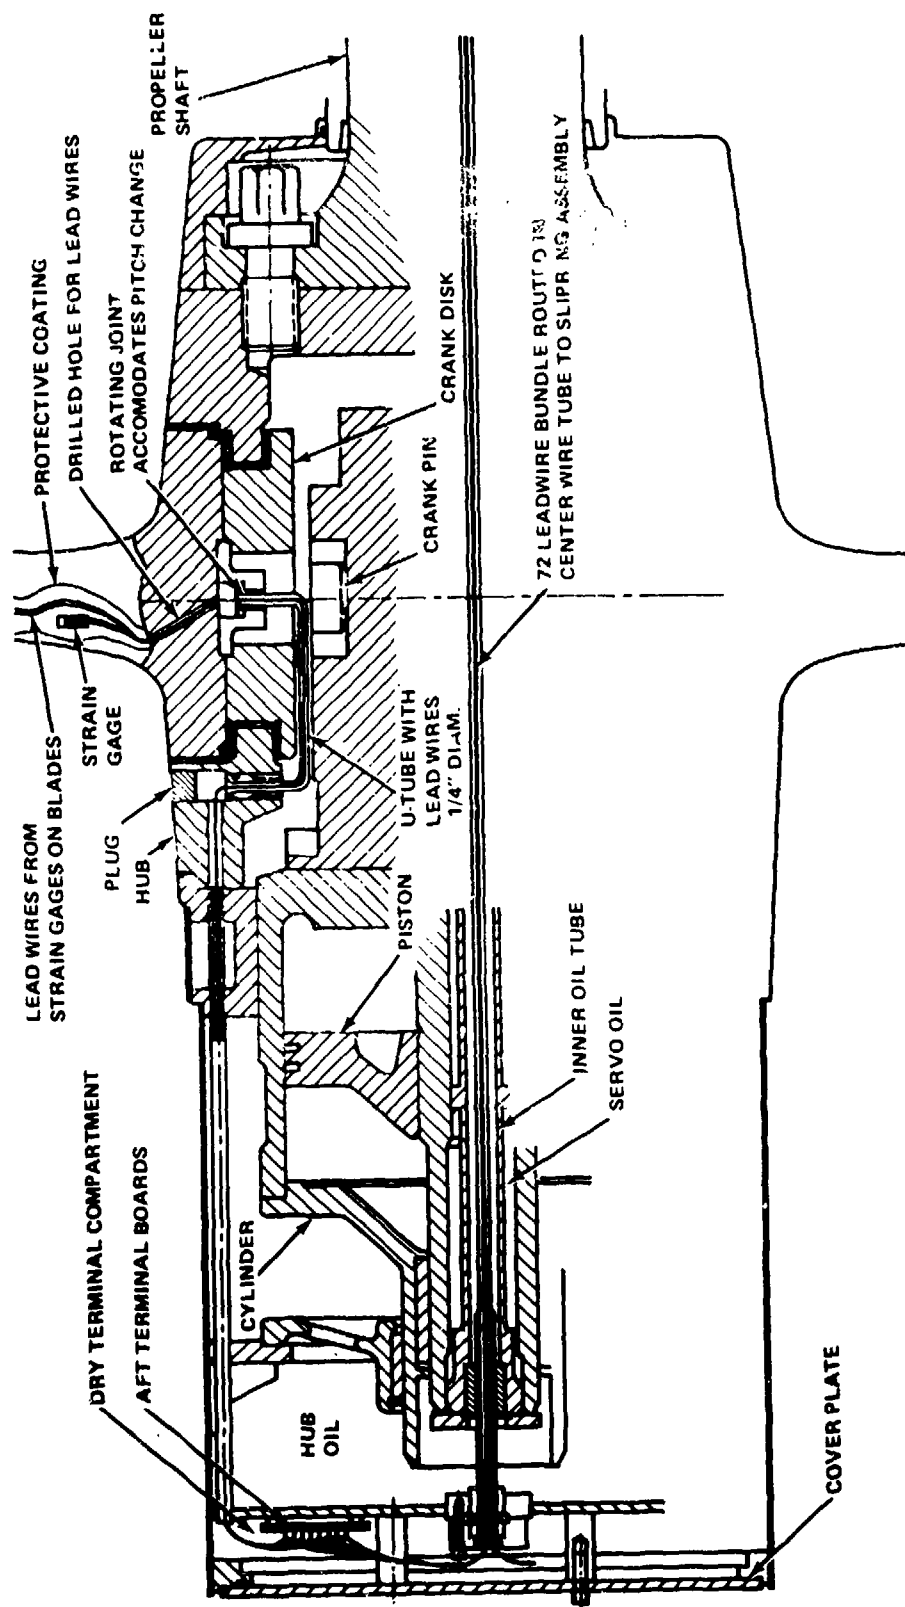 LEAD WIRES FROM
STRAIN GAGES ON BLADES
PROTECTIVE COATING
DRILLED HOLE FOR LEAD WIRES
ROTATING JOINT
ACCOMODATES PITCH CHANGE
PROPELLER
SHAFT
STRAIN
GAGE
PLUG
HUB
DRY TERMINAL COMPARTMENT
AFT TERMINAL BOARDS
CYLINDER
HUB
OIL
PISTON
U-TUBE WITH
LEAD WIRES
1/4" DIAM.
CRANK PIN
CRANK DISK
INNER OIL TUBE
SERVO OIL
72 LEADWIRE BUNDLE
CENTER WIRE TUBE TO SLIPRING ASSEMBLY
COVER PLATE